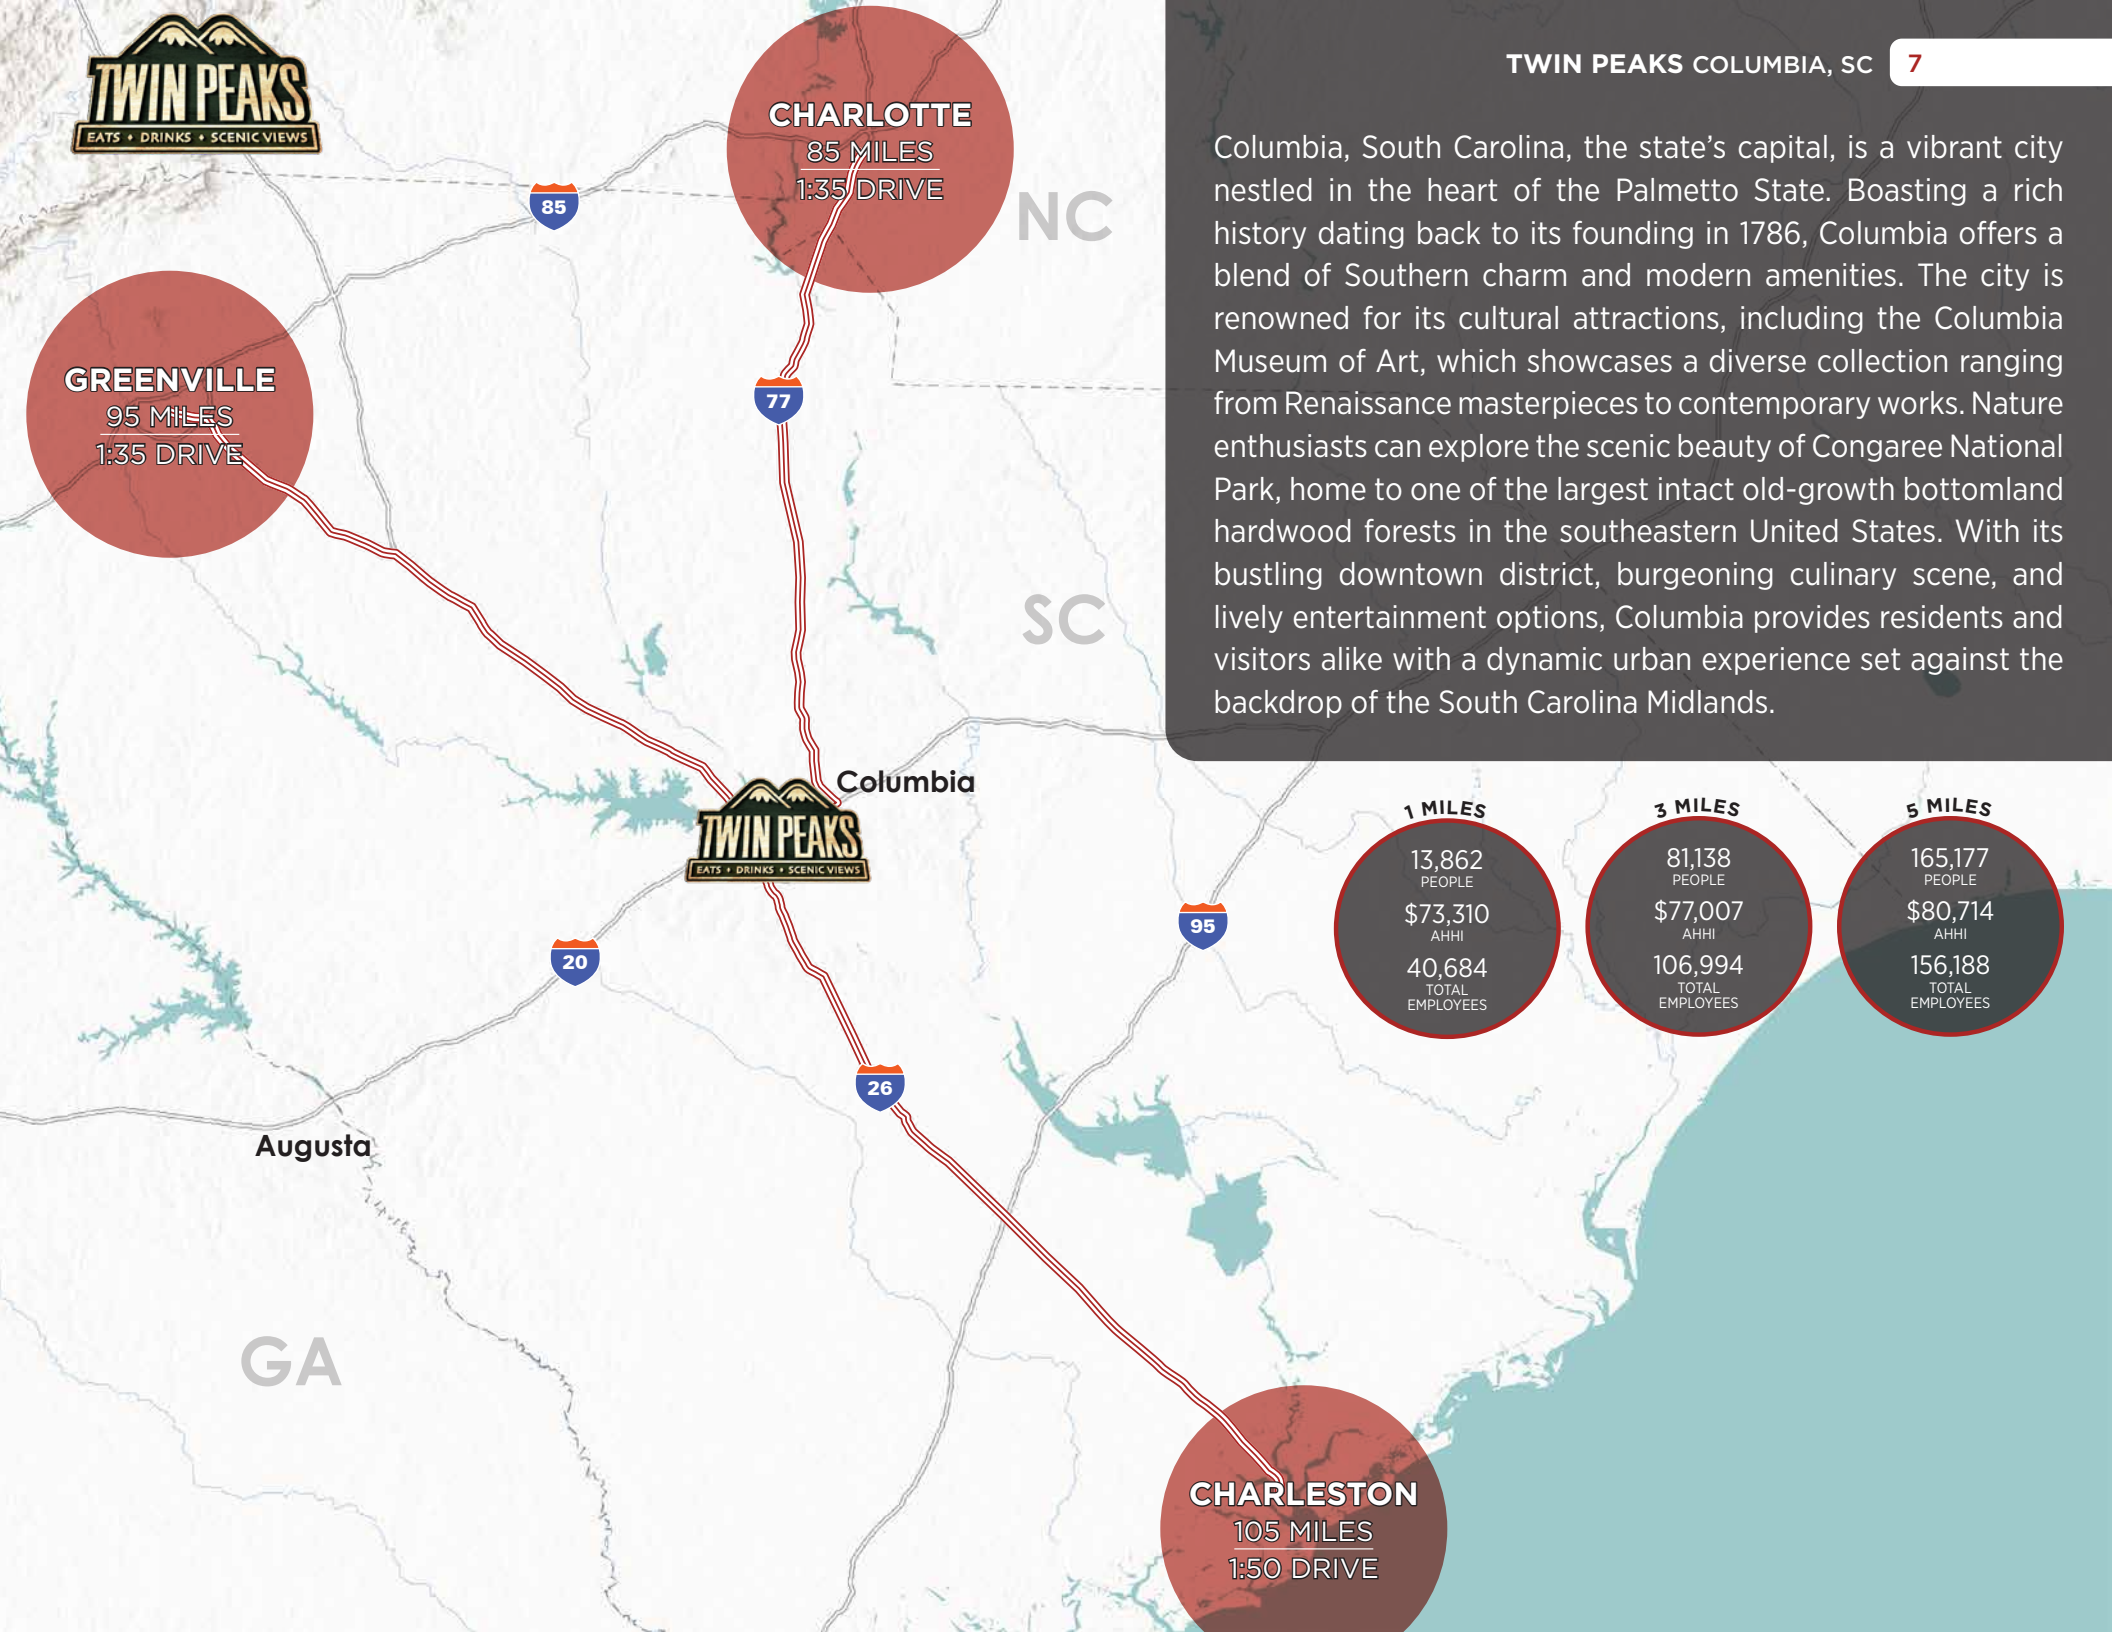 TWIN PEAKS
EATS • DRINKS • SCENIC VIEWS
TWIN PEAKS COLUMBIA, SC 7
Columbia, South Carolina, the state’s capital, is a vibrant city
nestled in the heart of the Palmetto State. Boasting a rich
history dating back to its founding in 1786, Columbia offers a
blend of Southern charm and modern amenities. The city is
renowned for its cultural attractions, including the Columbia
Museum of Art, which showcases a diverse collection ranging
from Renaissance masterpieces to contemporary works. Nature
enthusiasts can explore the scenic beauty of Congaree National
Park, home to one of the largest intact old-growth bottomland
hardwood forests in the southeastern United States. With its
bustling downtown district, burgeoning culinary scene, and
lively entertainment options, Columbia provides residents and
visitors alike with a dynamic urban experience set against the
backdrop of the South Carolina Midlands.
CHARLOTTE
85 MILES
1:35 DRIVE
85
NC
GREENVILLE
95 MILES
1:35 DRIVE
77
SC
Columbia
TWIN PEAKS
EATS • DRINKS • SCENIC VIEWS
1 MILES
13,862
PEOPLE
$73,310
AHHI
40,684
TOTAL
EMPLOYEES
3 MILES
81,138
PEOPLE
$77,007
AHHI
106,994
TOTAL
EMPLOYEES
5 MILES
165,177
PEOPLE
$80,714
AHHI
156,188
TOTAL
EMPLOYEES
95
20
26
Augusta
GA
CHARLESTON
105 MILES
1:50 DRIVE